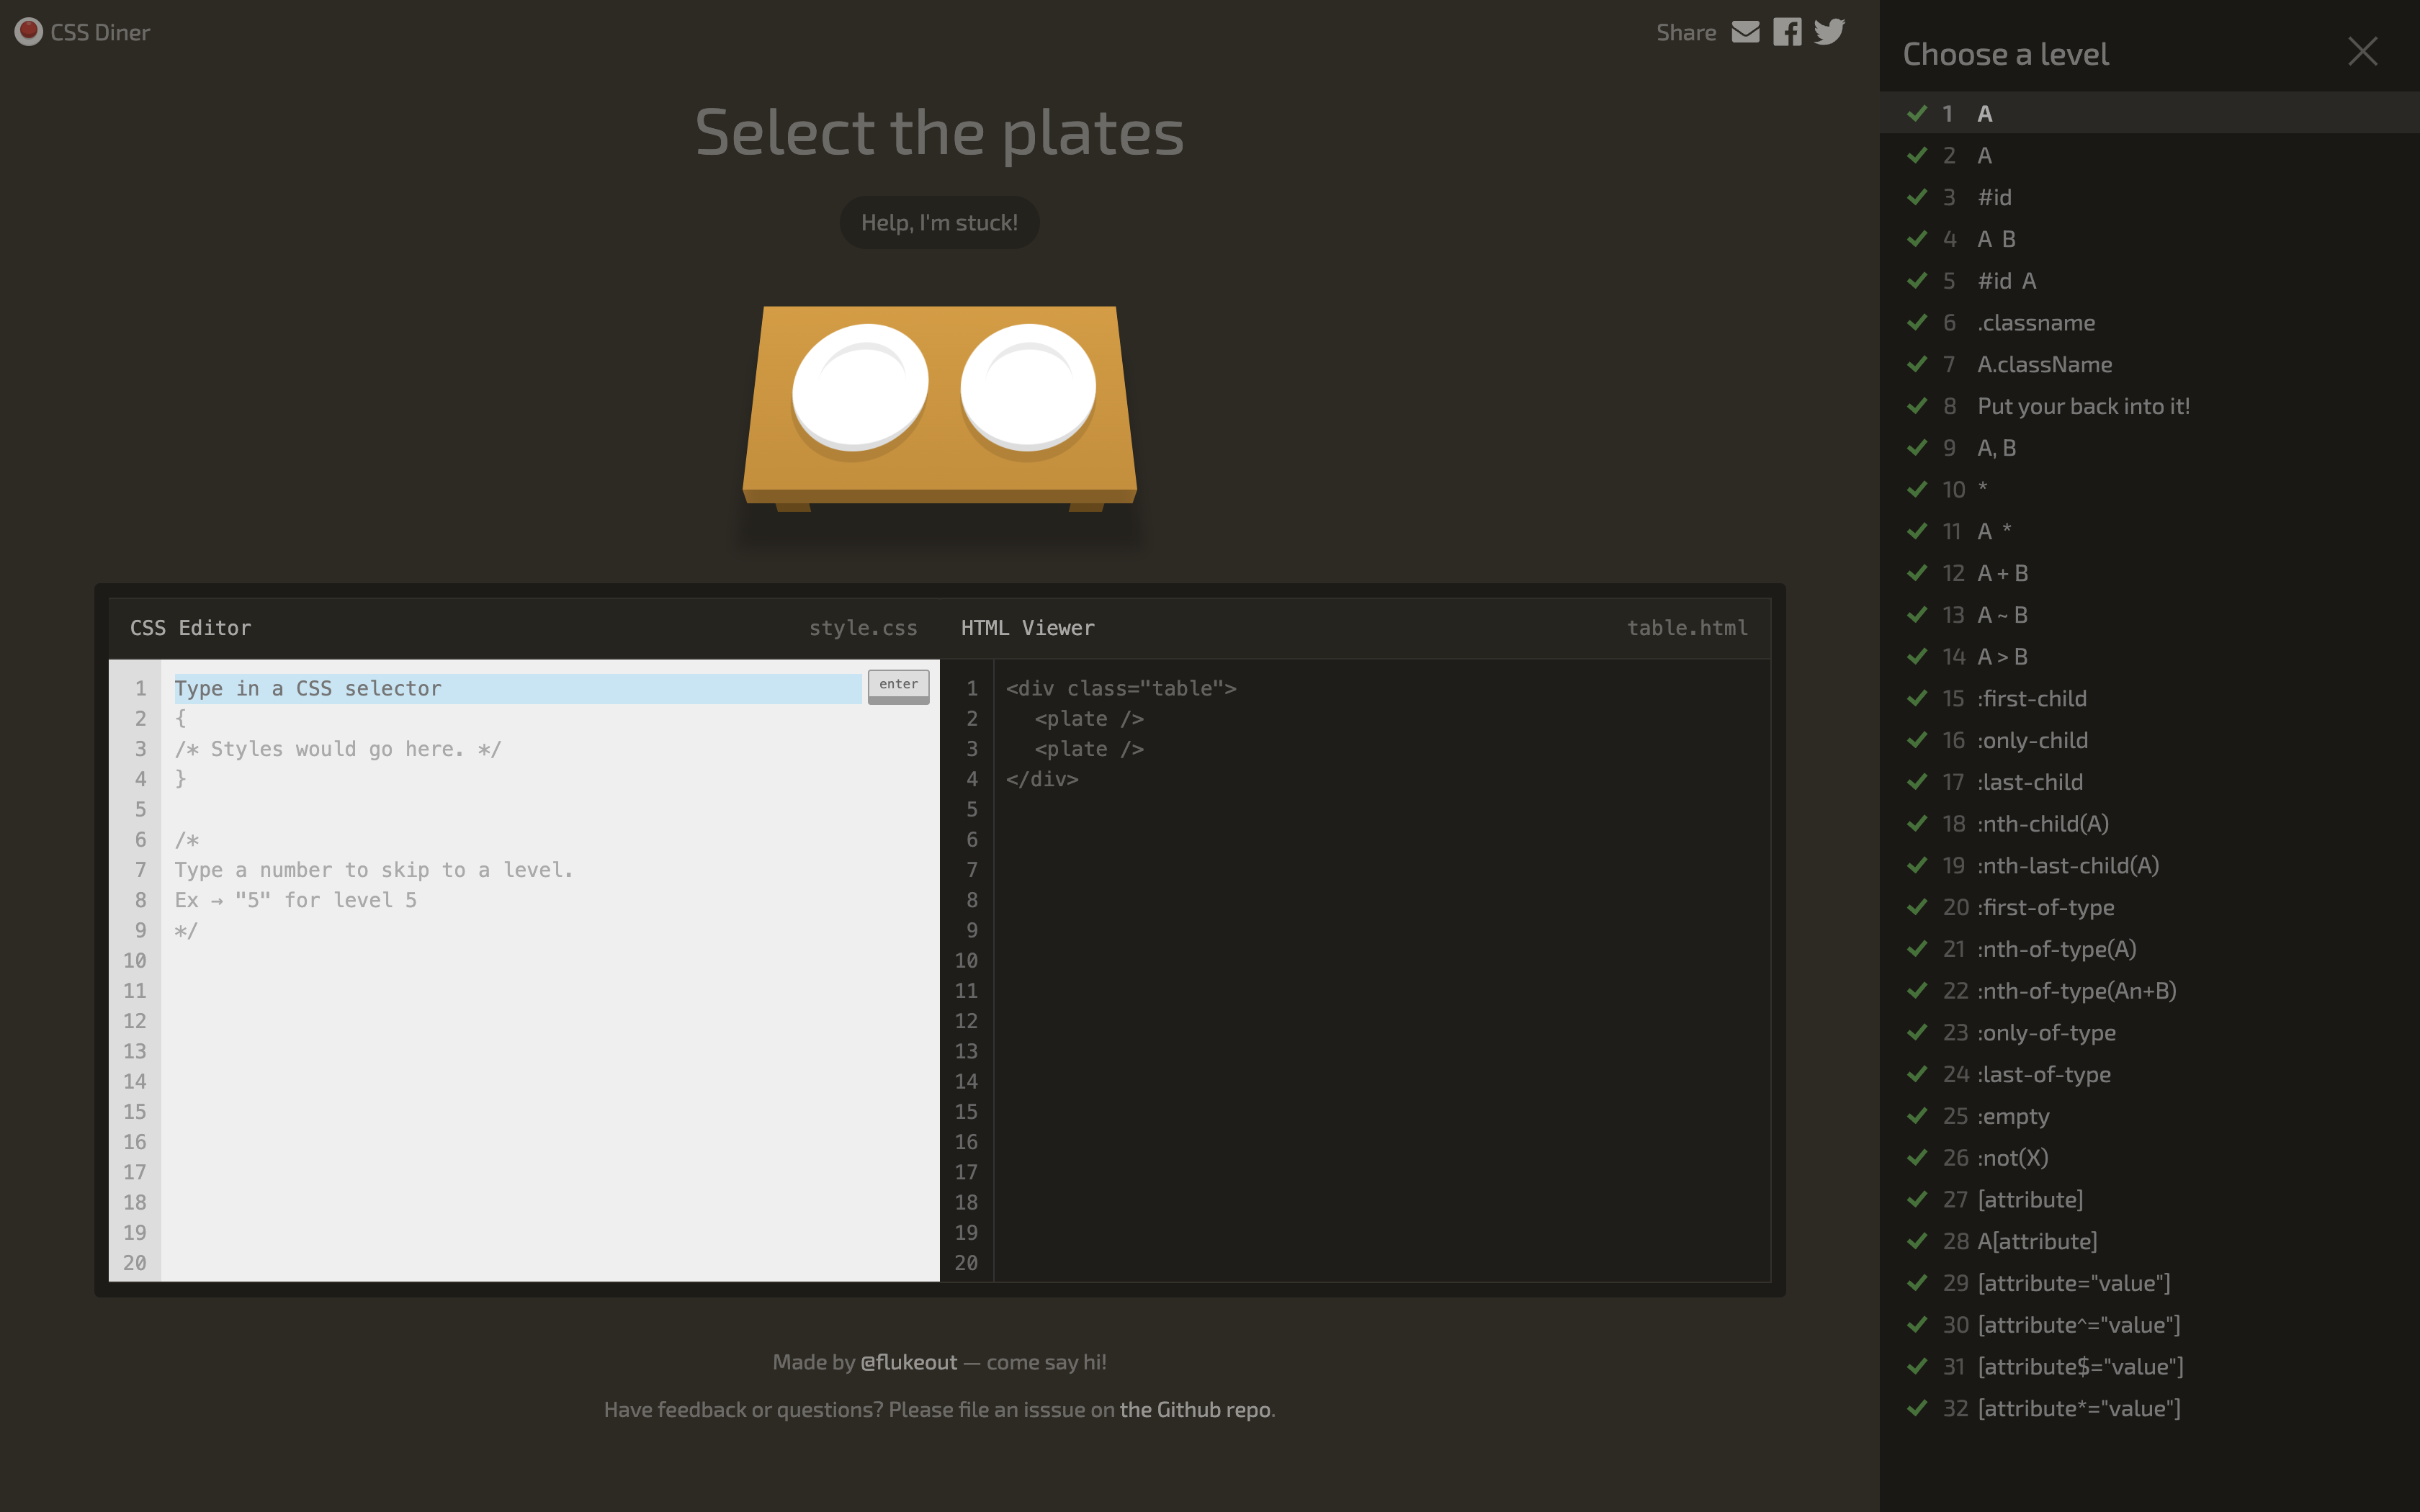 CSS Diner
Share
Select the plates
Help, I'm stuck!
CSS Editor
style.css
1 Type in a CSS selector
enter
2 {
3 /* Styles would go here. */
4 }
5
6 /*
7 Type a number to skip to a level.
8 Ex → "5" for level 5
9 */
10
11
12
13
14
15
16
17
18
19
20
HTML Viewer
table.html
1 <div class="table">
2 <plate />
3 <plate />
4 </div>
5
6
7
8
9
10
11
12
13
14
15
16
17
18
19
20
Made by @flukeout — come say hi!
Have feedback or questions? Please file an isssue on the Github repo.
Choose a level
1 A
2 A
3 #id
4 A B
5 #id A
6 .classname
7 A.className
8 Put your back into it!
9 A, B
10 *
11 A *
12 A + B
13 A ~ B
14 A > B
15 :first-child
16 :only-child
17 :last-child
18 :nth-child(A)
19 :nth-last-child(A)
20 :first-of-type
21 :nth-of-type(A)
22 :nth-of-type(An+B)
23 :only-of-type
24 :last-of-type
25 :empty
26 :not(X)
27 [attribute]
28 A[attribute]
29 [attribute="value"]
30 [attribute^="value"]
31 [attribute$="value"]
32 [attribute*="value"]